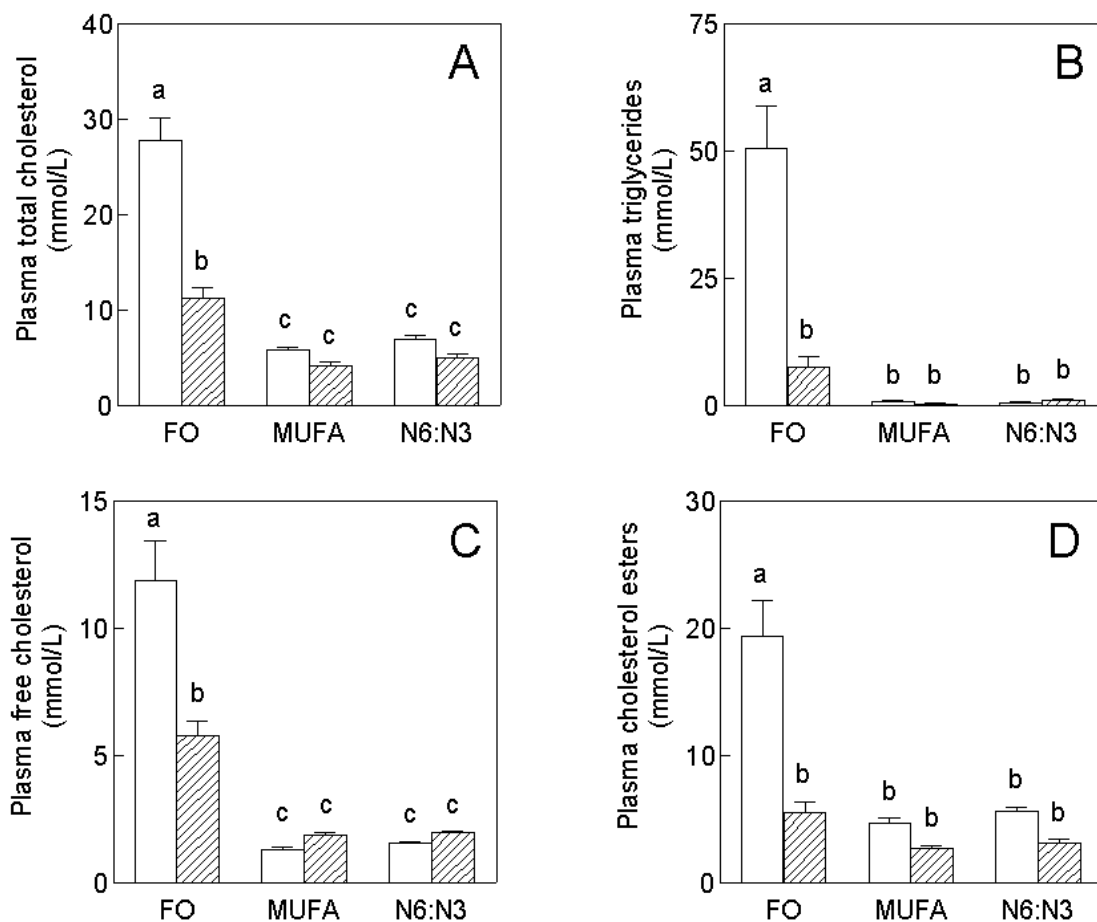 Plasma total cholesterol
(mmol/L)
40
30
20
10
0
A
a
b
c
c
c
c
FO
MUFA
N6:N3
Plasma triglycerides
(mmol/L)
75
50
25
0
B
a
b
b
b
b
b
FO
MUFA
N6:N3
Plasma free cholesterol
(mmol/L)
15
10
5
0
C
a
b
c
c
c
c
FO
MUFA
N6:N3
Plasma cholesterol esters
(mmol/L)
30
20
10
0
D
a
b
b
b
b
b
FO
MUFA
N6:N3